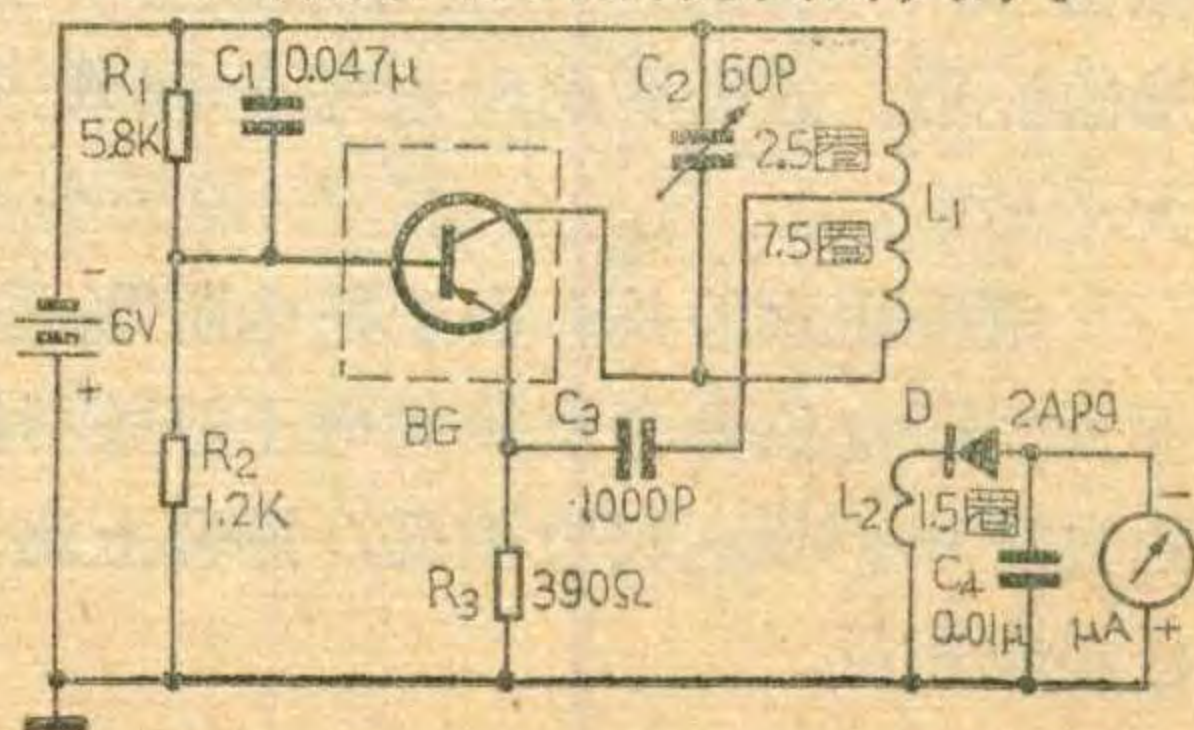 R₁
5.8K
C₁ 0.047μ
C₂ 60P
2.5圈
7.5圈
L₁
-
6V
+
BG
R₂
1.2K
C₃
1000P
R₃ 390Ω
D 2AP9
L₂ 1.5圈
C₄
0.01μ
μA
-
+